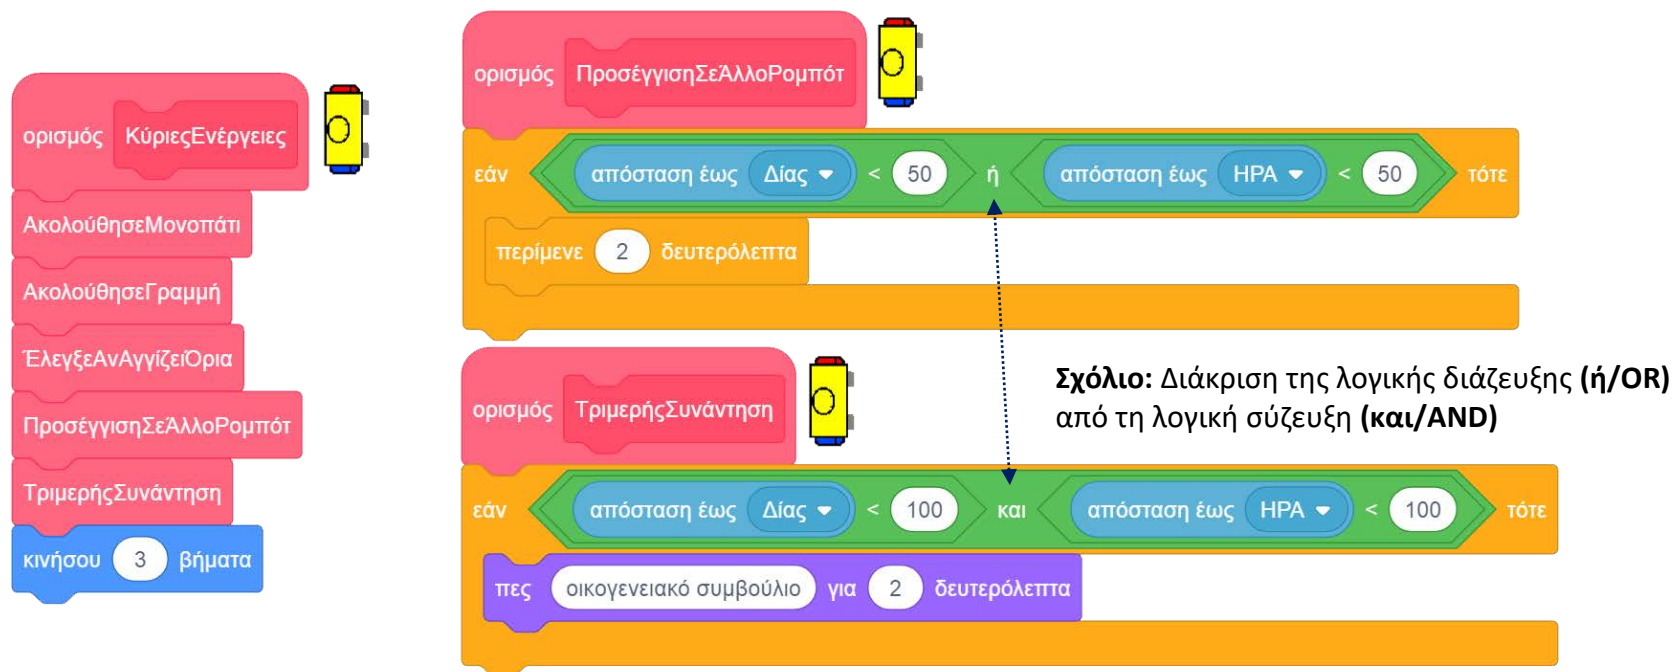 ορισμός ΚύριεςΕνέργειες
ΑκολούθησεΜονοπάτι
ΑκολούθησεΓραμμή
ΈλεγξεΑνΑγγίζειΌρια
ΠροσέγγισηΣεΆλλοΡομπότ
ΤριμερήςΣυνάντηση
κινήσου 3 βήματα
ορισμός ΠροσέγγισηΣεΆλλοΡομπότ
εάν απόσταση έως Δίας < 50 ή απόσταση έως ΗΡΑ < 50 τότε
περίμενε 2 δευτερόλεπτα
ορισμός ΤριμερήςΣυνάντηση
εάν απόσταση έως Δίας < 100 και απόσταση έως ΗΡΑ < 100 τότε
πες οικογενειακό συμβούλιο για 2 δευτερόλεπτα
Σχόλιο: Διάκριση της λογικής διάζευξης (ή/OR)
από τη λογική σύζευξη (και/AND)